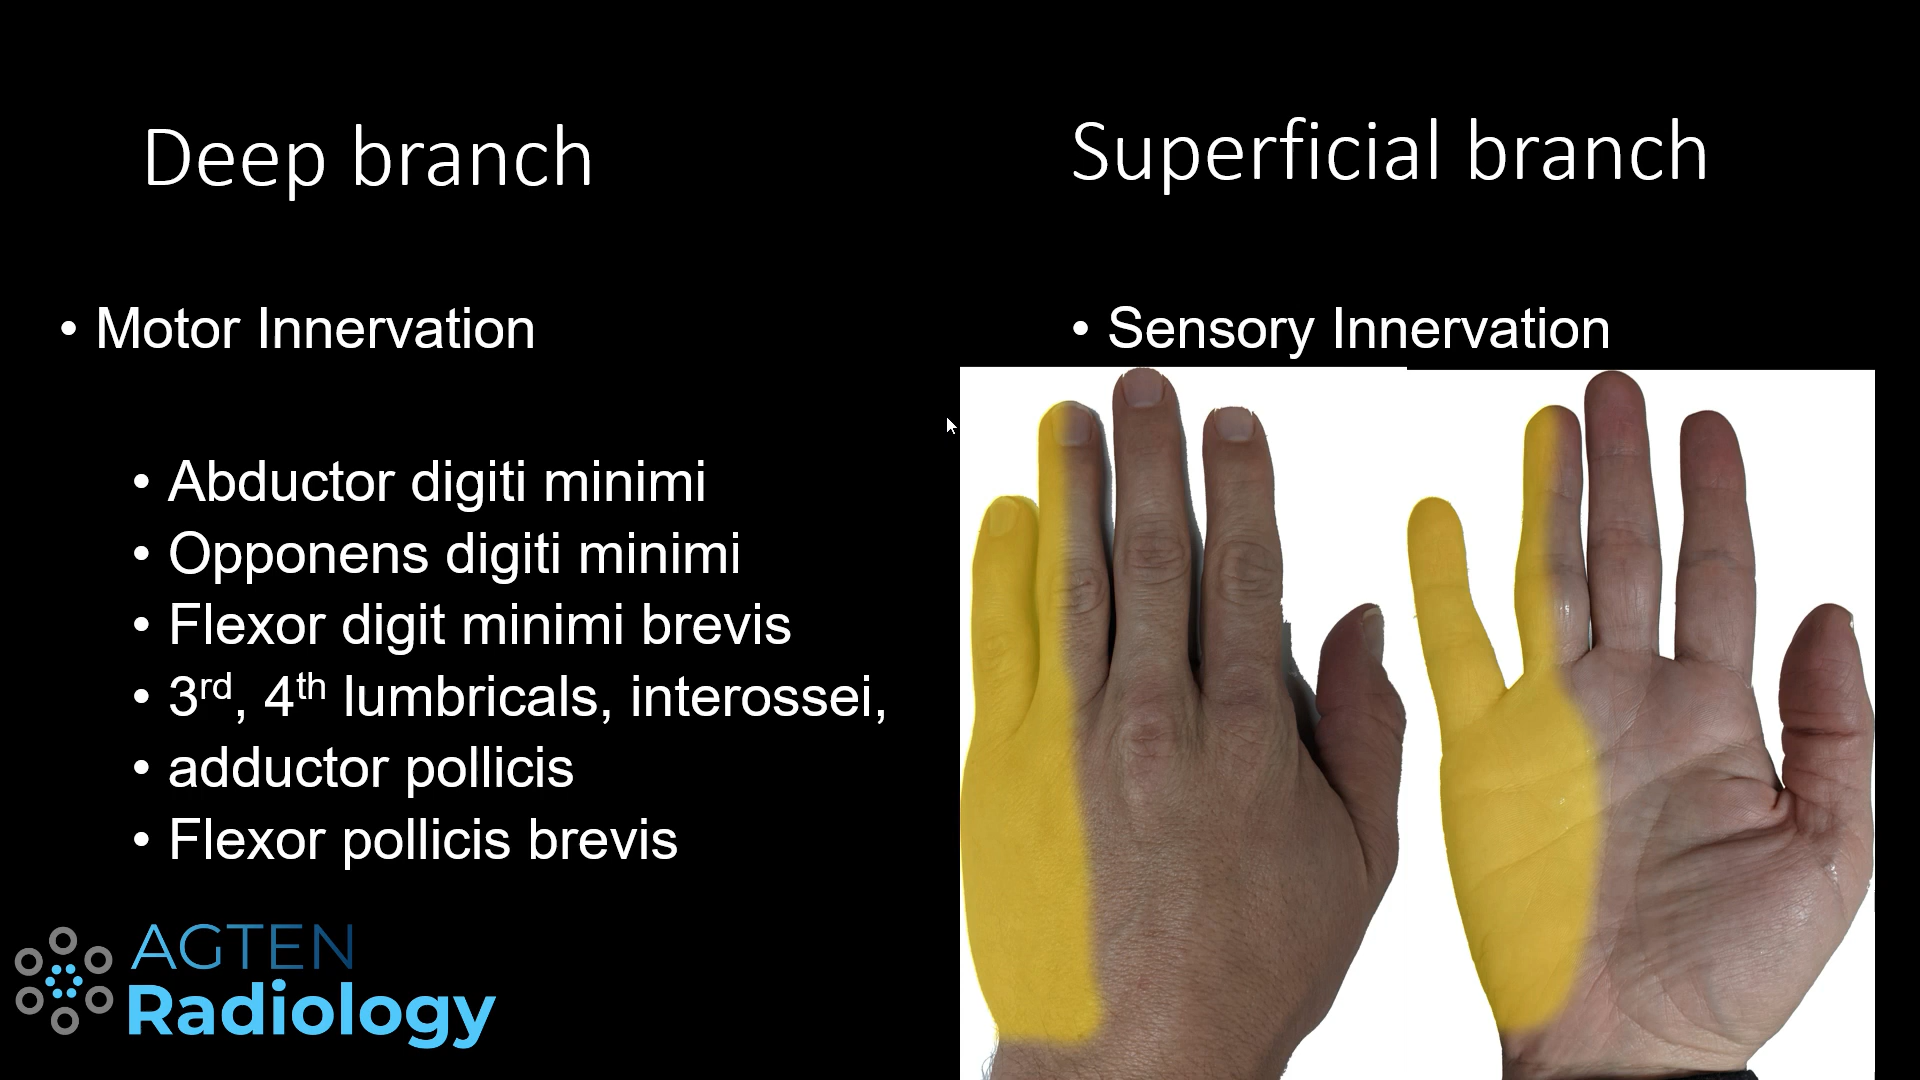 Deep branch
Superficial branch
• Motor Innervation
• Sensory Innervation
• Abductor digiti minimi
• Opponens digiti minimi
• Flexor digit minimi brevis
• 3rd, 4th lumbricals, interossei,
• adductor pollicis
• Flexor pollicis brevis
AGTEN
Radiology